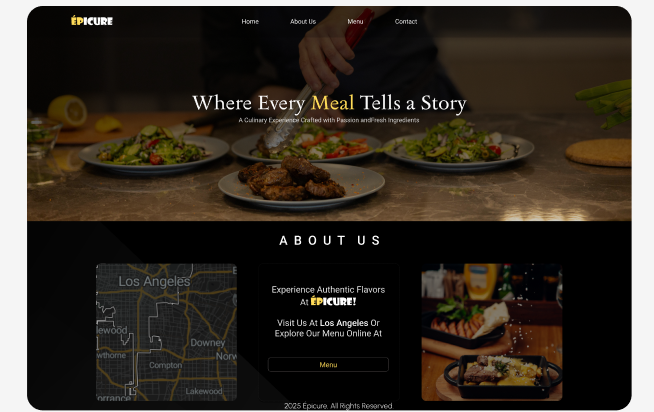 ÉPICURE
Home
About Us
Menu
Contact
Where Every Meal Tells a Story
A Culinary Experience Crafted with Passion andFresh Ingredients
ABOUT US
Los Angeles
ewood
wthorne
Downey
Norw
Compton
Lakewood
orrance
Experience Authentic Flavors
At ÉPICURE!
Visit Us At Los Angeles Or
Explore Our Menu Online At
Menu
2025 Epicure. All Rights Reserved